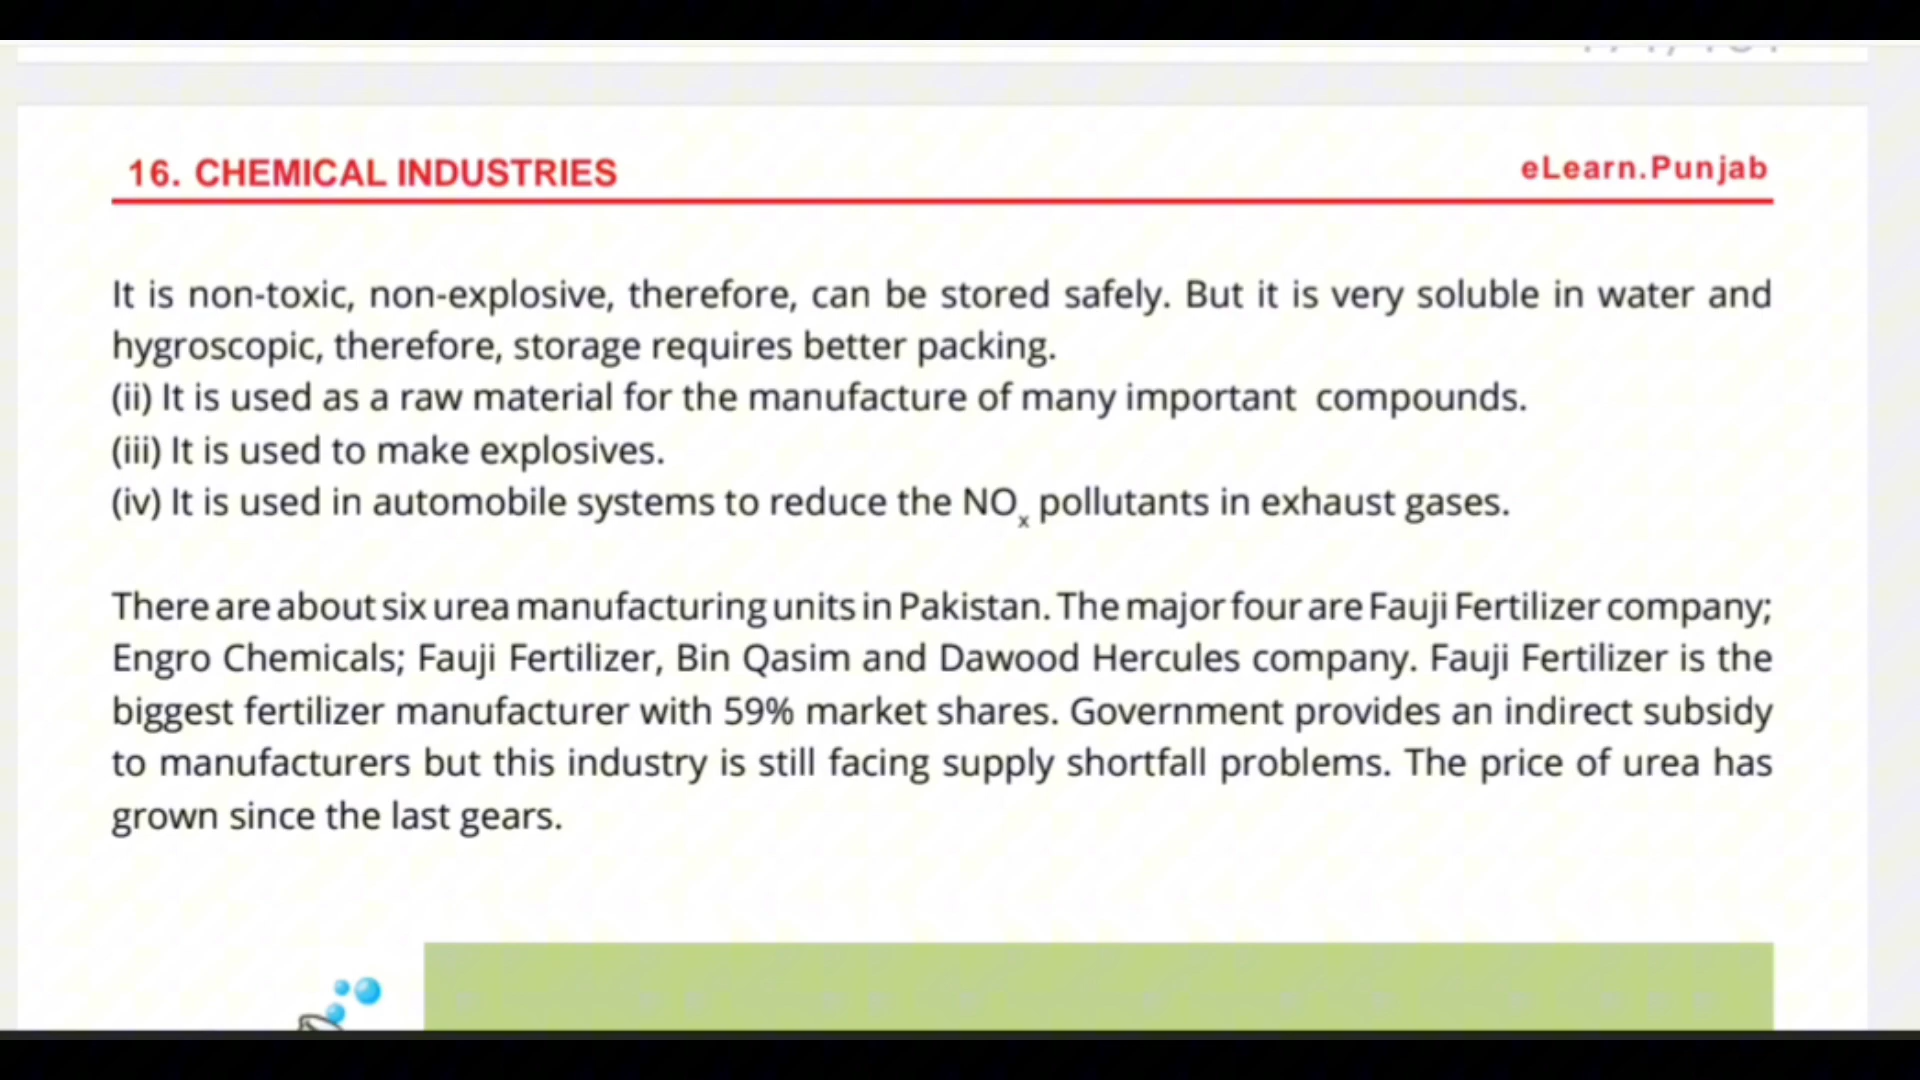 16. CHEMICAL INDUSTRIES
eLearn.Punjab
It is non-toxic, non-explosive, therefore, can be stored safely. But it is very soluble in water and
hygroscopic, therefore, storage requires better packing.
(ii) It is used as a raw material for the manufacture of many important compounds.
(iii) It is used to make explosives.
(iv) It is used in automobile systems to reduce the NOx pollutants in exhaust gases.
There are about six urea manufacturing units in Pakistan. The major four are Fauji Fertilizer company;
Engro Chemicals; Fauji Fertilizer, Bin Qasim and Dawood Hercules company. Fauji Fertilizer is the
biggest fertilizer manufacturer with 59% market shares. Government provides an indirect subsidy
to manufacturers but this industry is still facing supply shortfall problems. The price of urea has
grown since the last gears.